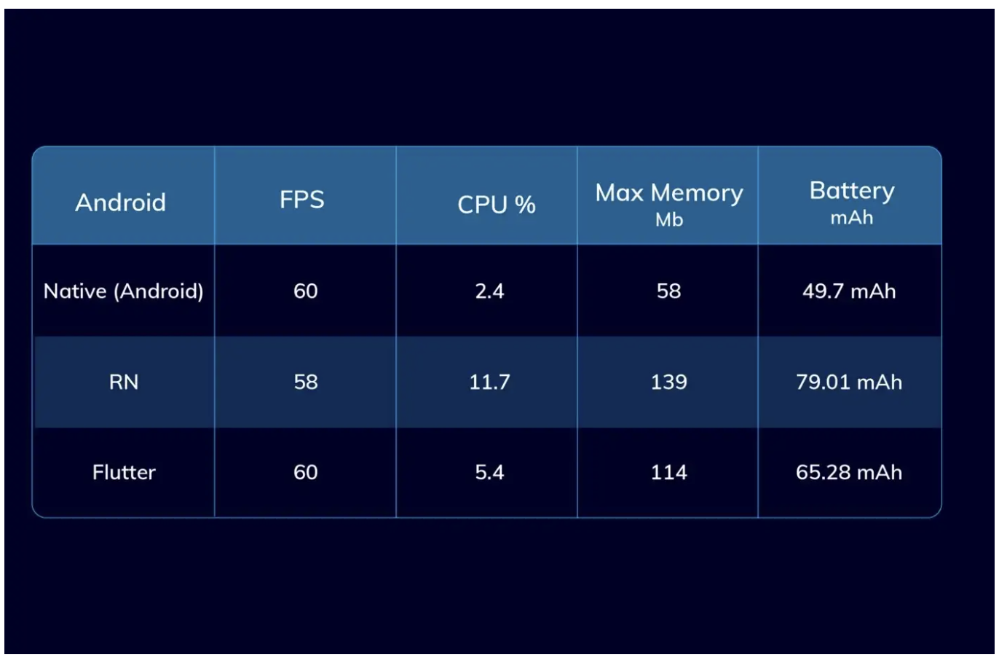 Android FPS CPU % Max Memory Mb Battery mAh
Native (Android) 60 2.4 58 49.7 mAh
RN 58 11.7 139 79.01 mAh
Flutter 60 5.4 114 65.28 mAh